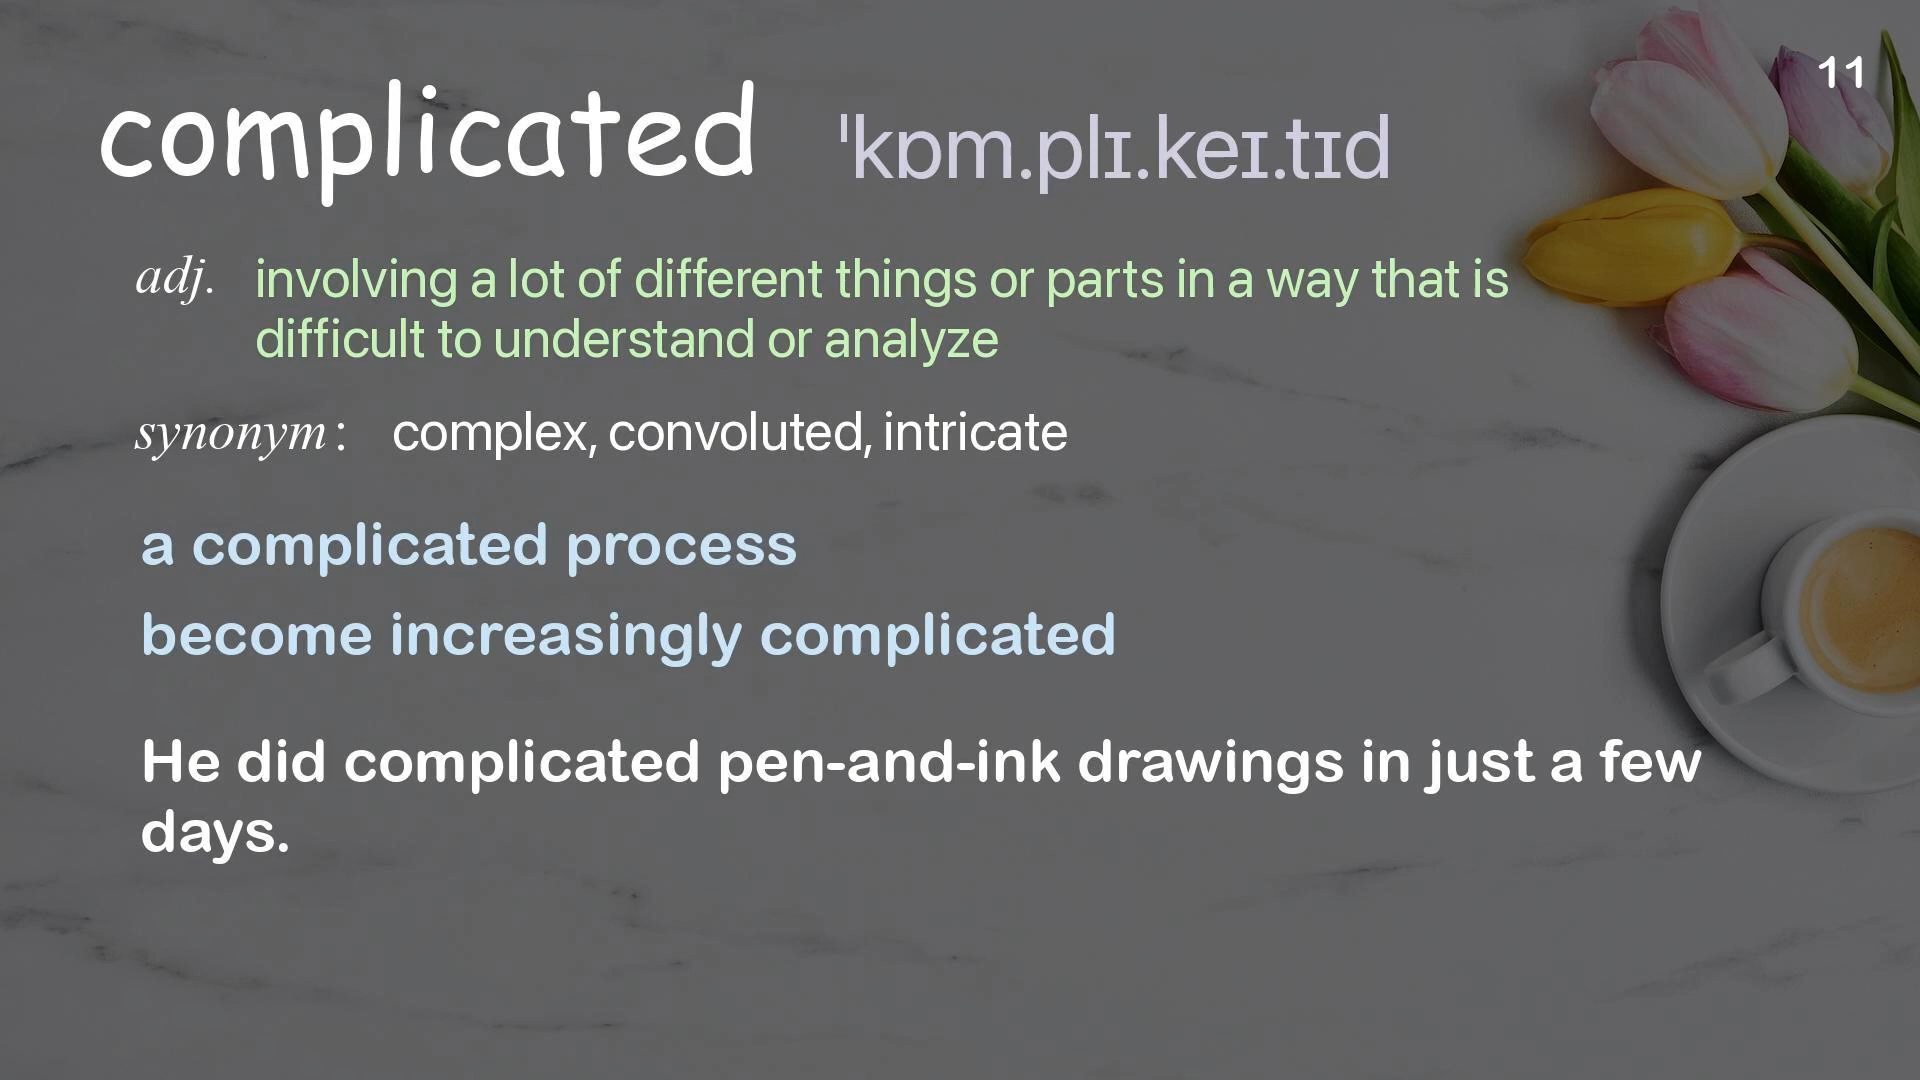 11
complicated ˈkɒm.plɪ.keɪ.tɪd
adj. involving a lot of different things or parts in a way that is
difficult to understand or analyze
synonym: complex, convoluted, intricate
a complicated process
become increasingly complicated
He did complicated pen-and-ink drawings in just a few
days.